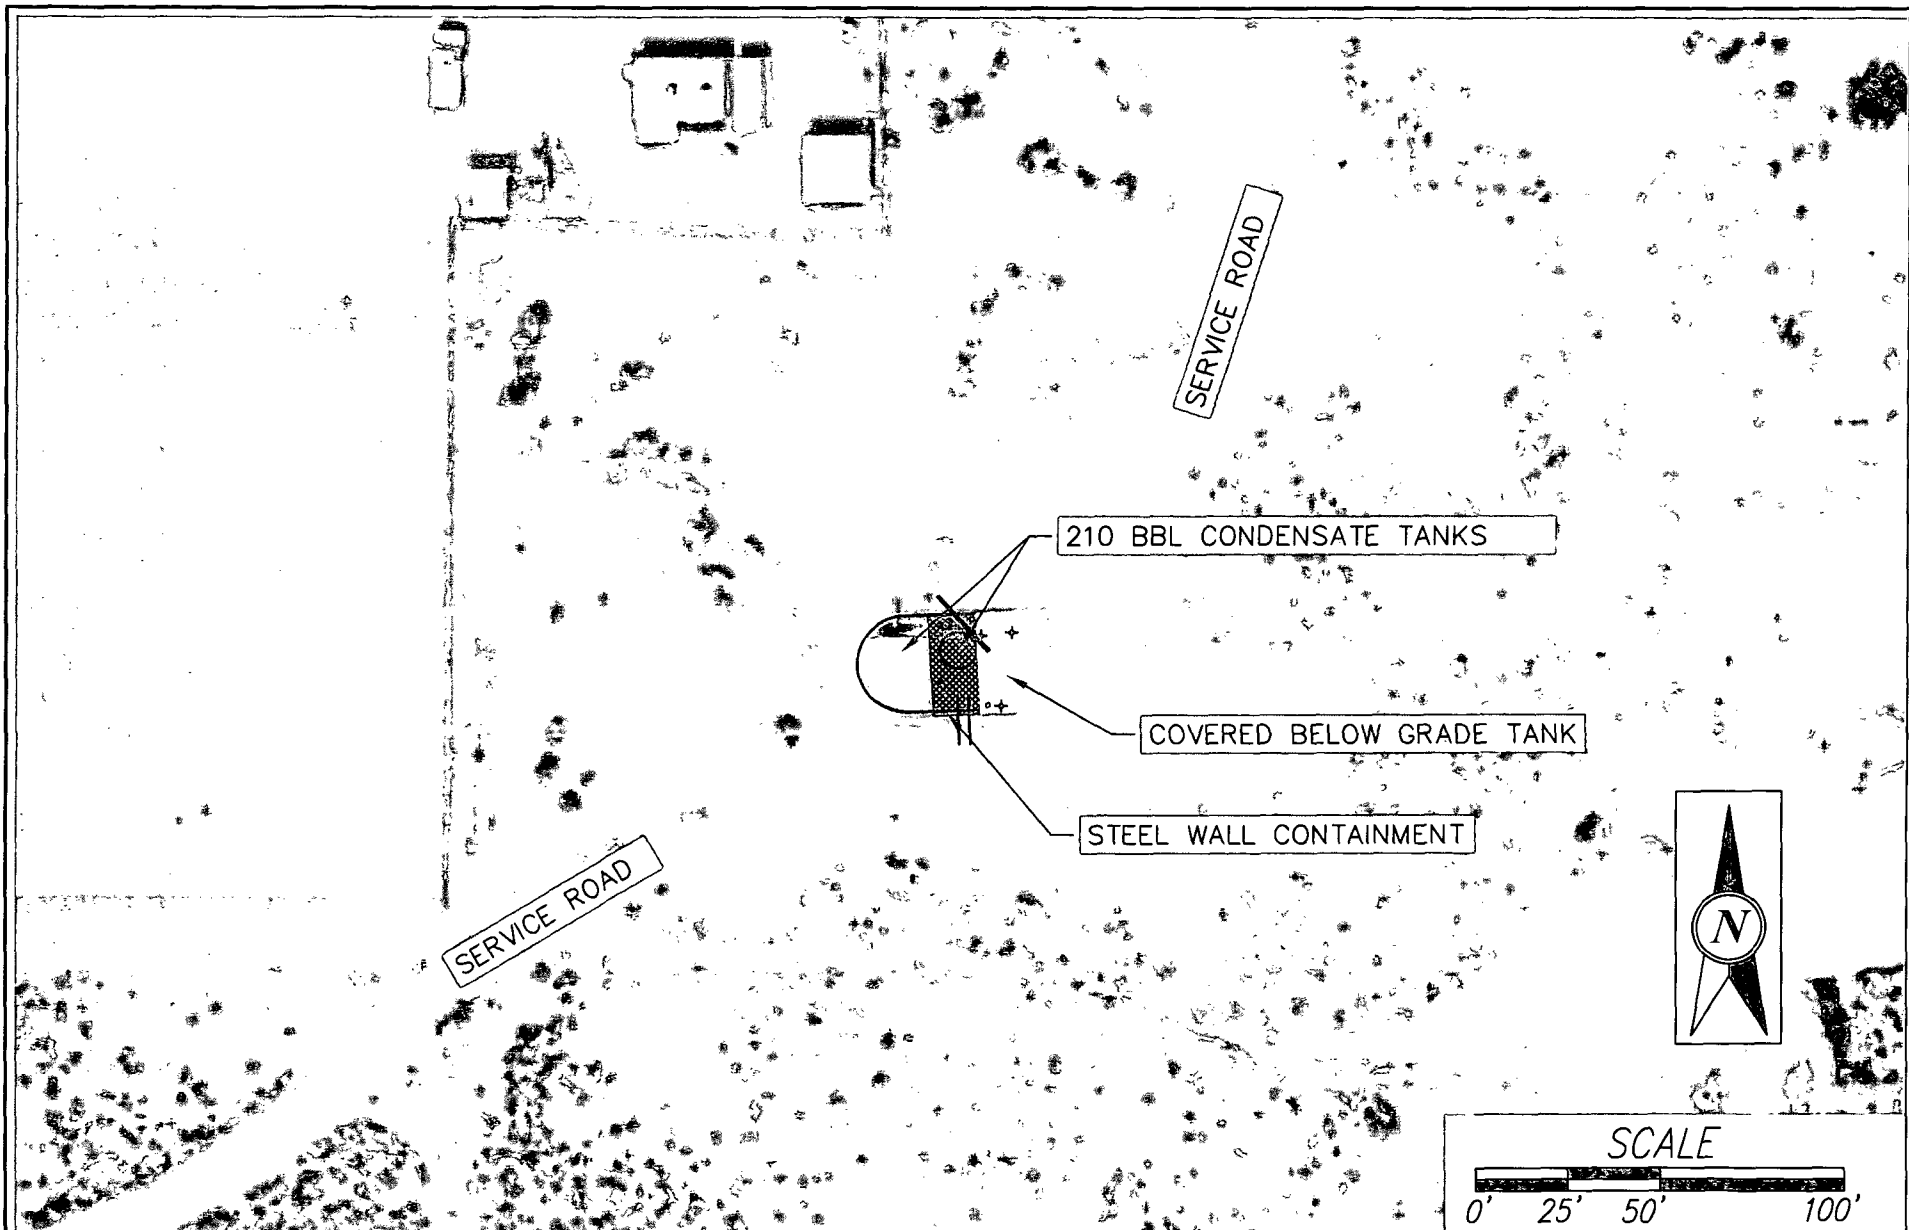 SERVICE ROAD
210 BBL CONDENSATE TANKS
COVERED BELOW GRADE TANK
STEEL WALL CONTAINMENT
SERVICE ROAD
N
SCALE
0' 25' 50' 100'